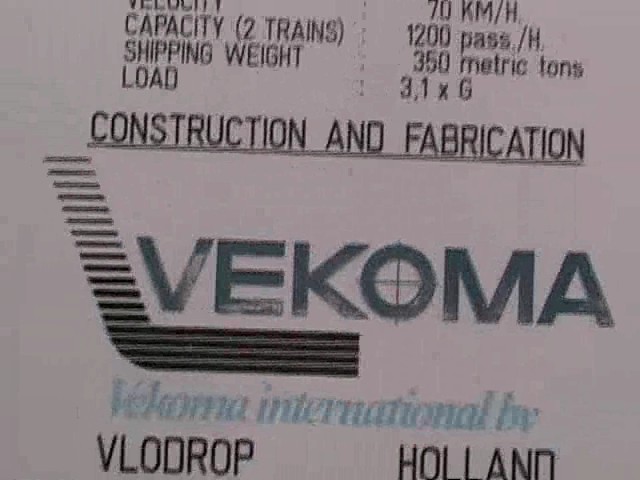 VELOCITY 70 KM/H.
CAPACITY (2 TRAINS) : 1200 pass./H.
SHIPPING WEIGHT : 350 metric tons
LOAD : 3,1 x G
CONSTRUCTION AND FABRICATION
VEKOMA
Vekoma international bv
VLODROP HOLLAND